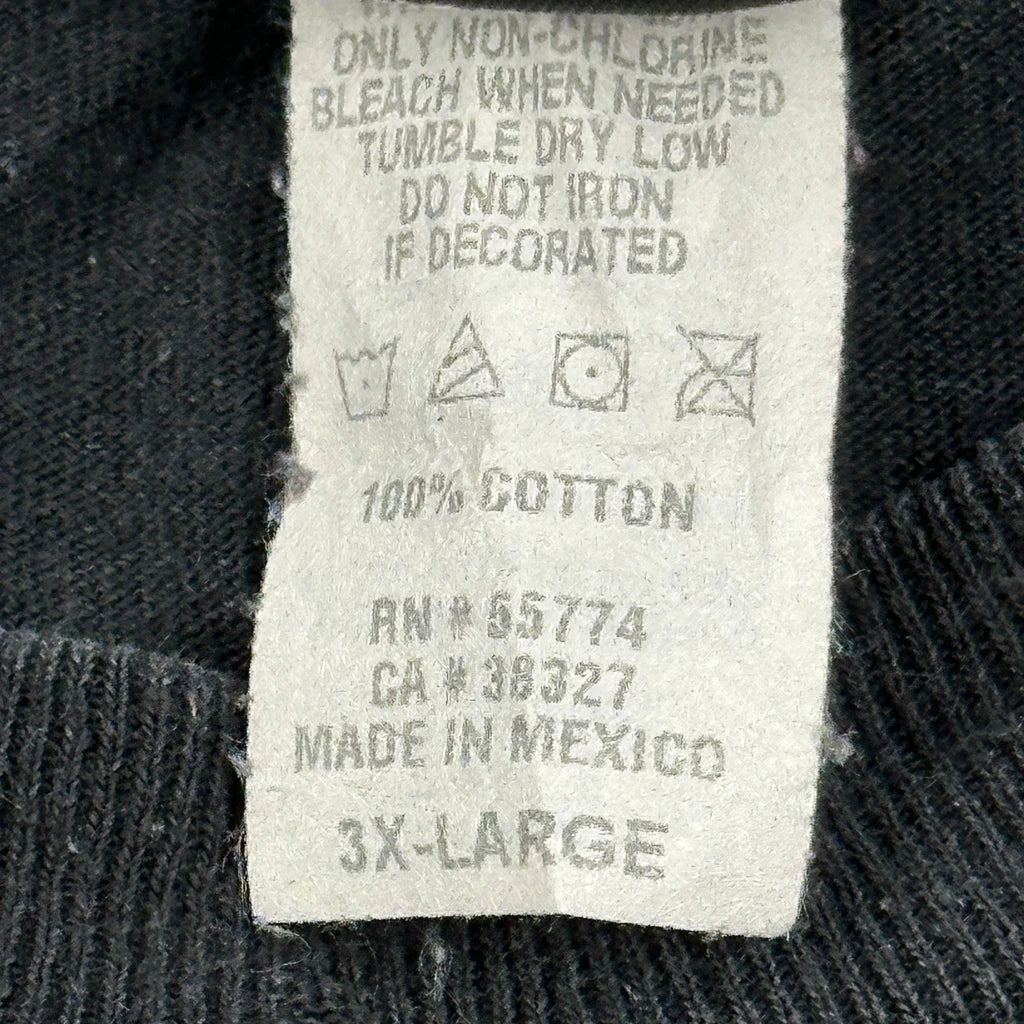 ONLY NON-CHLORINE
BLEACH WHEN NEEDED
TUMBLE DRY LOW
DO NOT IRON
IF DECORATED
100% COTTON
RN # 55774
CA # 38327
MADE IN MEXICO
3X-LARGE